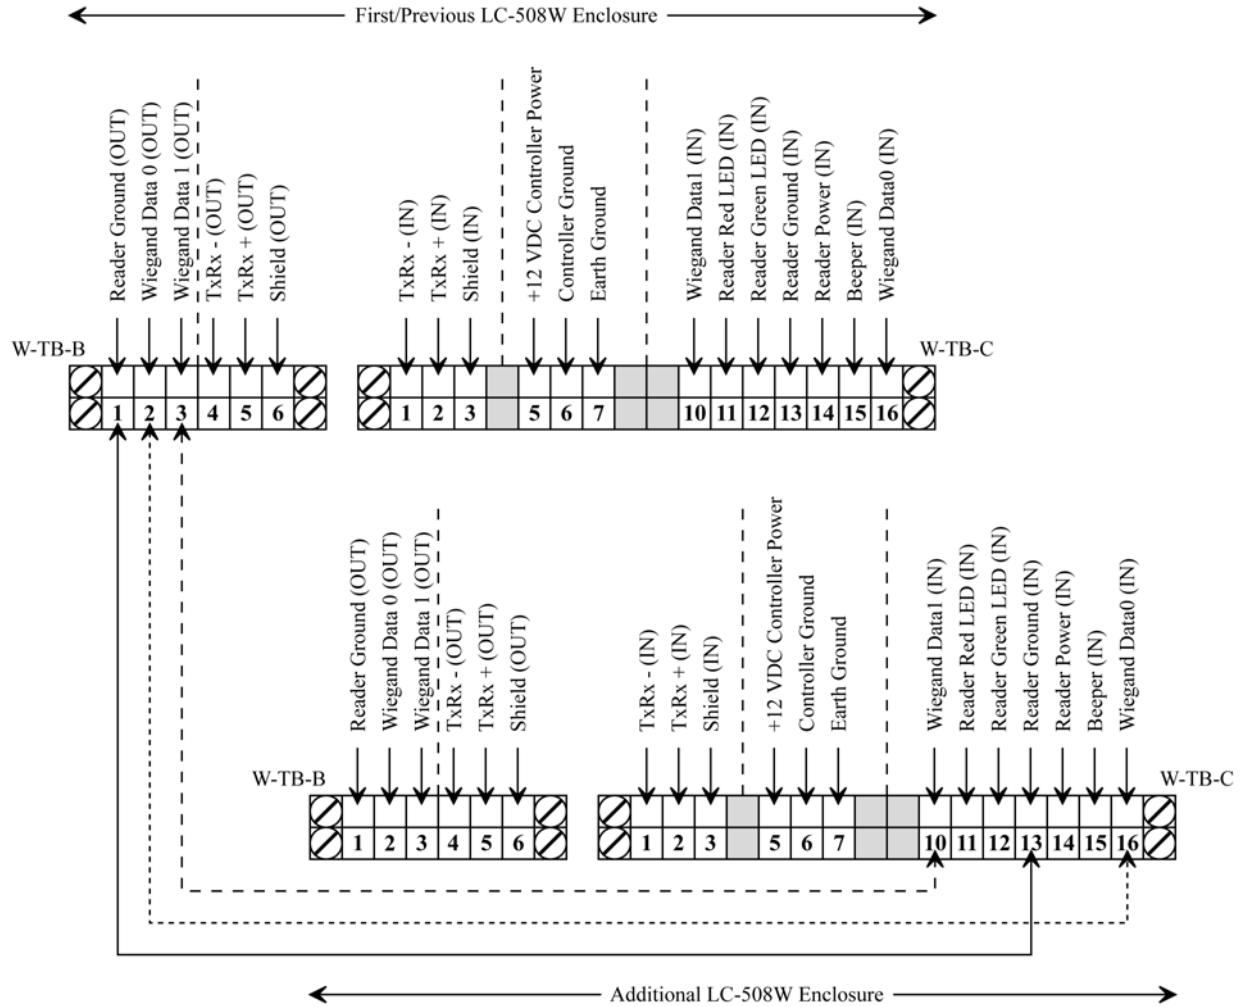 First/Previous LC-508W Enclosure
Reader Ground (OUT)
Wiegand Data 0 (OUT)
Wiegand Data 1 (OUT)
TxRx - (OUT)
TxRx + (OUT)
Shield (OUT)
TxRx - (IN)
TxRx + (IN)
Shield (IN)
+12 VDC Controller Power
Controller Ground
Earth Ground
Wiegand Data1 (IN)
Reader Red LED (IN)
Reader Green LED (IN)
Reader Ground (IN)
Reader Power (IN)
Beeper (IN)
Wiegand Data0 (IN)
W-TB-B
W-TB-C
1 2 3 4 5 6
1 2 3 5 6 7 10 11 12 13 14 15 16
Reader Ground (OUT)
Wiegand Data 0 (OUT)
Wiegand Data 1 (OUT)
TxRx - (OUT)
TxRx + (OUT)
Shield (OUT)
TxRx - (IN)
TxRx + (IN)
Shield (IN)
+12 VDC Controller Power
Controller Ground
Earth Ground
Wiegand Data1 (IN)
Reader Red LED (IN)
Reader Green LED (IN)
Reader Ground (IN)
Reader Power (IN)
Beeper (IN)
Wiegand Data0 (IN)
W-TB-B
W-TB-C
1 2 3 4 5 6
1 2 3 5 6 7 10 11 12 13 14 15 16
Additional LC-508W Enclosure